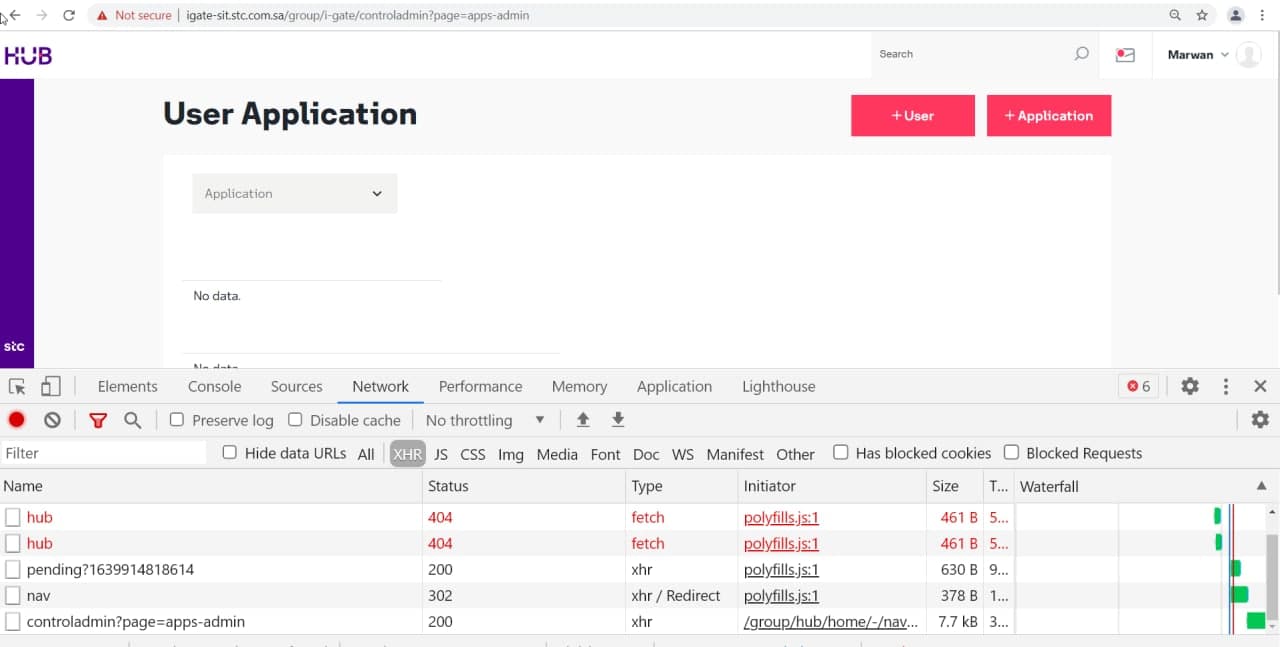 Not secure | igate-sit.stc.com.sa/group/i-gate/controladmin?page=apps-admin
HUB
Search
Marwan
User Application
+ User
+ Application
Application
No data.
No data
stc
Elements Console Sources Network Performance Memory Application Lighthouse 6
Preserve log Disable cache No throttling
Filter Hide data URLs All XHR JS CSS Img Media Font Doc WS Manifest Other Has blocked cookies Blocked Requests
Name Status Type Initiator Size T... Waterfall
hub 404 fetch polyfills.js:1 461 B 5...
hub 404 fetch polyfills.js:1 461 B 5...
pending?1639914818614 200 xhr polyfills.js:1 630 B 9...
nav 302 xhr / Redirect polyfills.js:1 378 B 1...
controladmin?page=apps-admin 200 xhr /group/hub/home/-/nav... 7.7 kB 3...